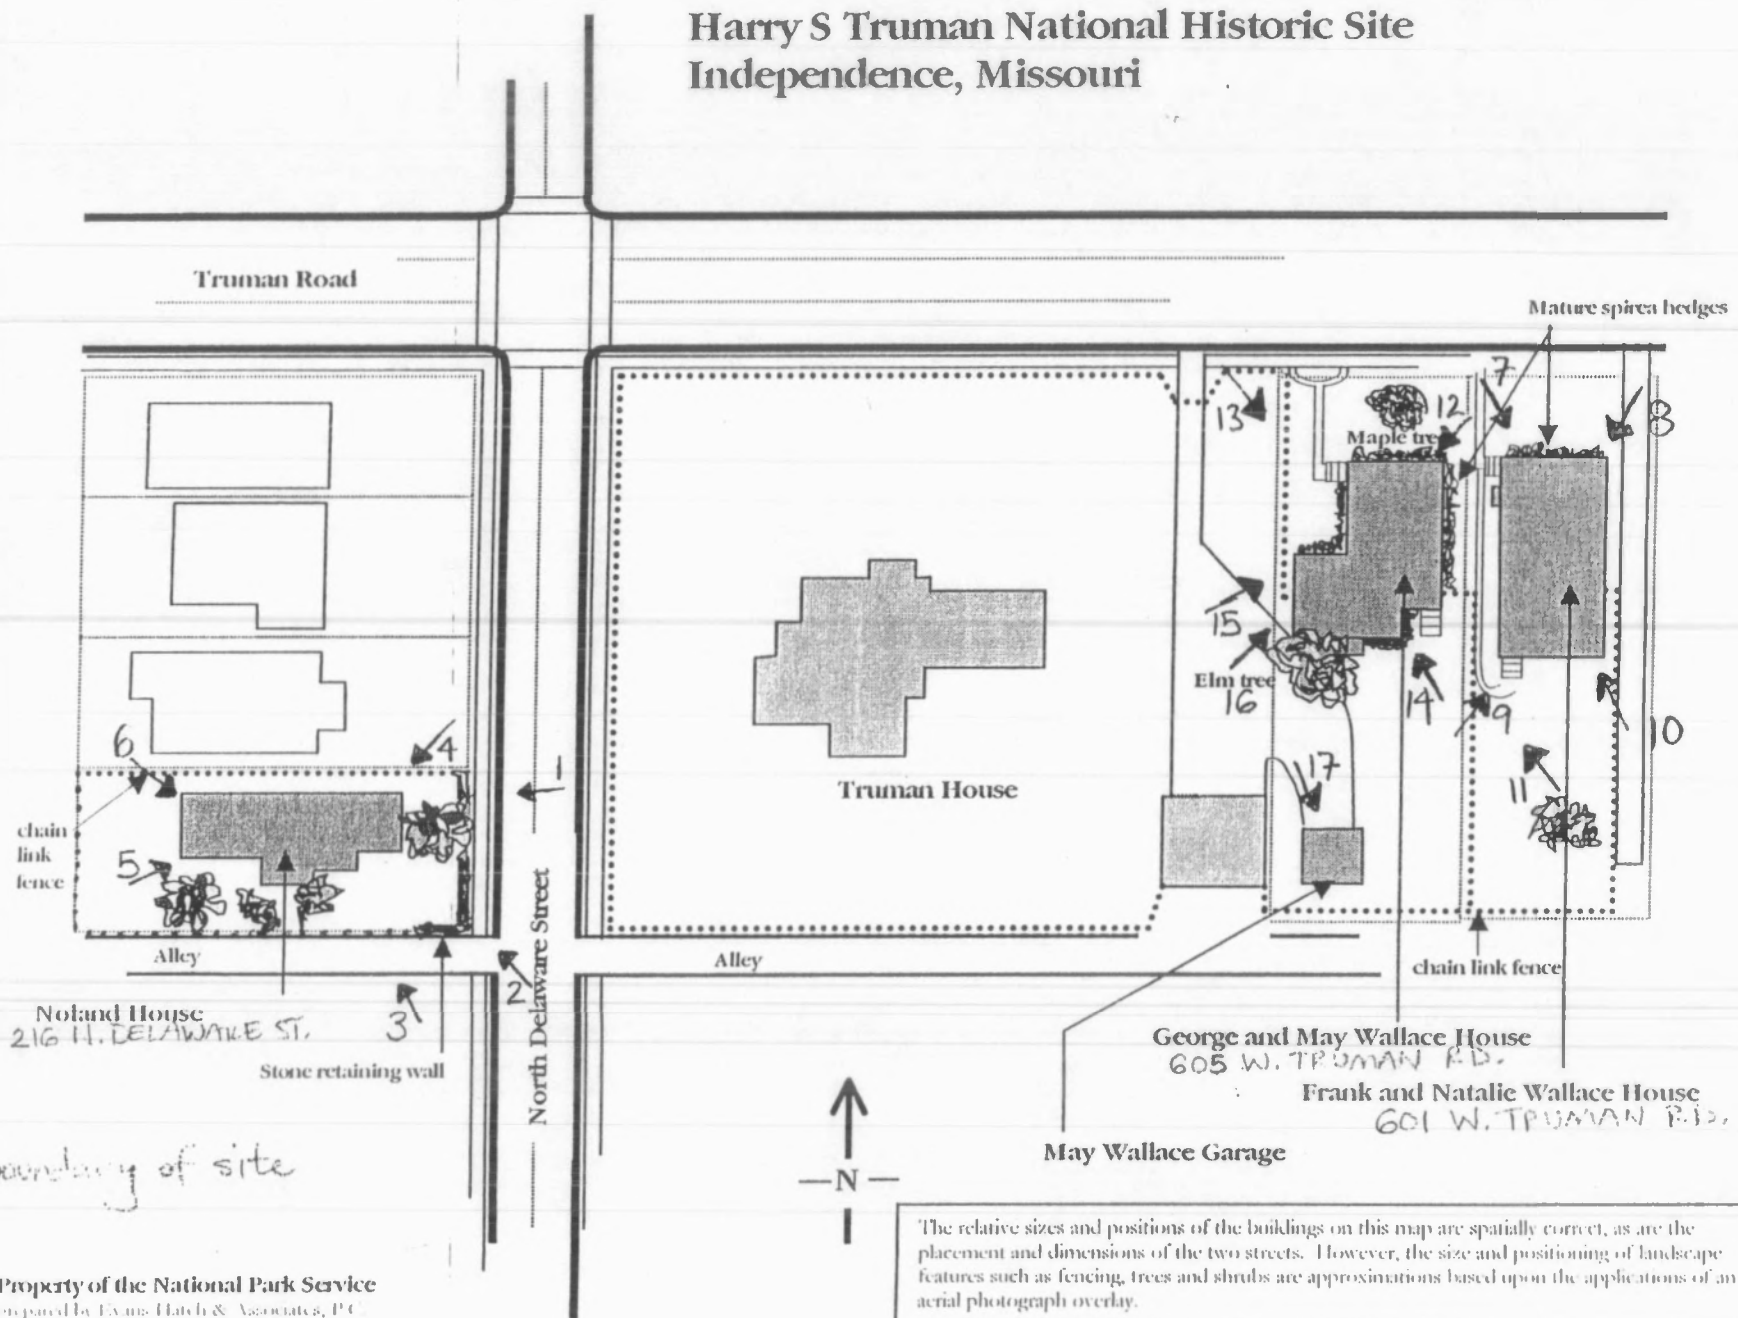 Harry S Truman National Historic Site
Independence, Missouri
Truman Road
Mature spirea hedges
7
8
13
12
Maple tree
15
Elm tree
16
14
9
10
6
4
1
17
11
Truman House
chain
link
fence
5
North Delaware Street
Alley
Alley
2
3
chain link fence
Noland House
216 N. DELAWARE ST.
Stone retaining wall
George and May Wallace House
605 W. TRUMAN RD.
Frank and Natalie Wallace House
601 W. TRUMAN RD.
May Wallace Garage
of site
N
The relative sizes and positions of the buildings on this map are spatially correct, as are the
placement and dimensions of the two streets. However, the size and positioning of landscape
features such as fencing, trees and shrubs are approximations based upon the applications of an
aerial photograph overlay.
Property of the National Park Service
by Evans-Hatch & Associates, P.C.